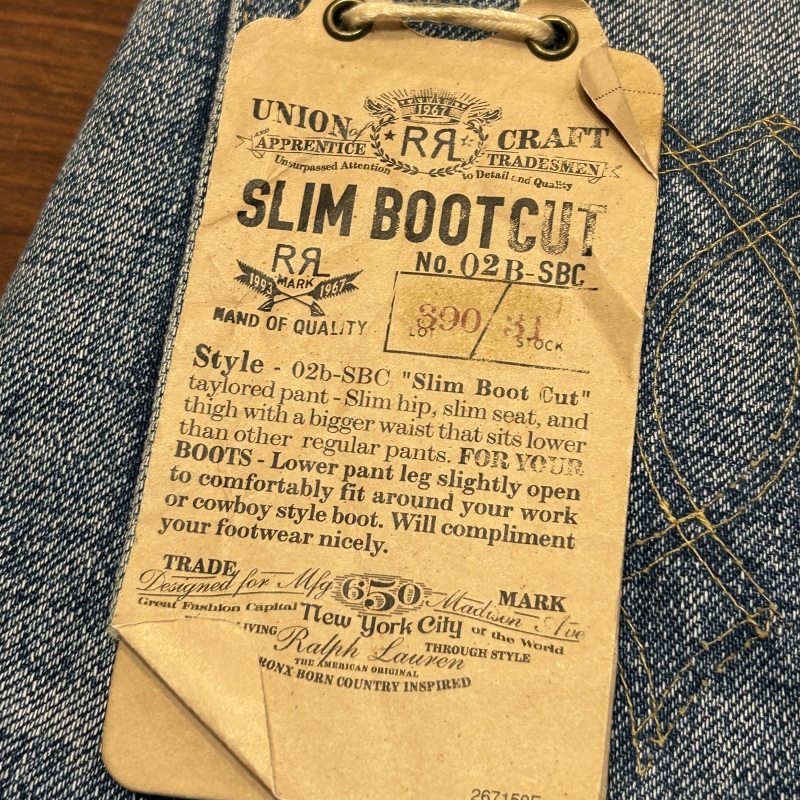 1967
UNION of CRAFT
RRL
AND APPRENTICE TRADESMEN
Unsurpassed Attention to Detail and Quality
SLIM BOOT CUT
No. 02B-SBC
RRL
MARK
1993 1967
HAND OF QUALITY
390 / 31
LOT STOCK
Style - 02b-SBC "Slim Boot Cut"
taylored pant - Slim hip, slim seat, and
thigh with a bigger waist that sits lower
than other regular pants. FOR YOUR
BOOTS - Lower pant leg slightly open
to comfortably fit around your work
or cowboy style boot. Will compliment
your footwear nicely.
TRADE 650 MARK
Designed for Mfg Madison Ave
Great Fashion Capital New York City of the World
LIVING Ralph Lauren THROUGH STYLE
THE AMERICAN ORIGINAL
BORN COUNTRY INSPIRED